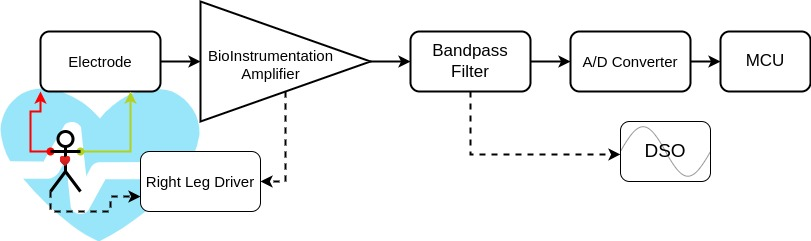 Electrode
BioInstrumentation
Amplifier
Bandpass
Filter
A/D Converter
MCU
Right Leg Driver
DSO